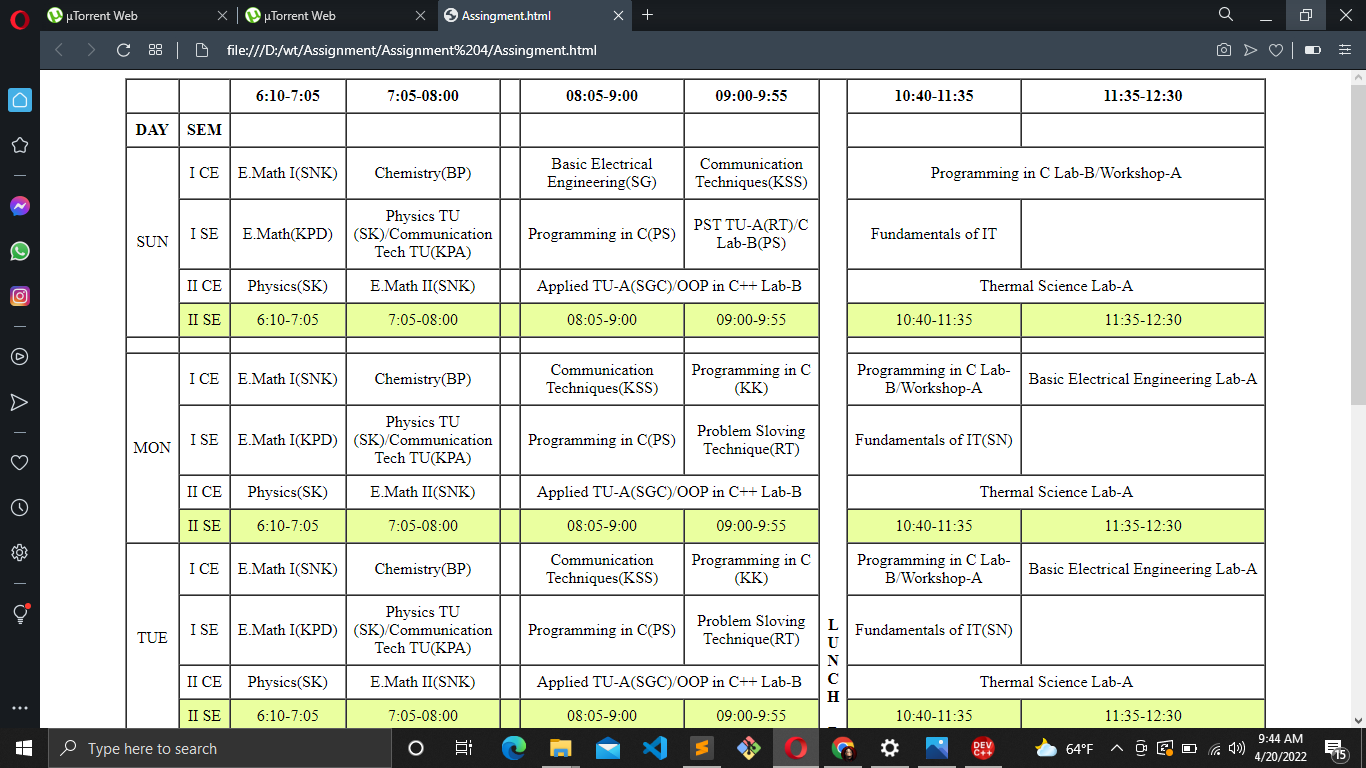 µTorrent Web
µTorrent Web
Assingment.html
file:///D:/wt/Assignment/Assignment%204/Assingment.html
6:10-7:05 7:05-08:00 08:05-9:00 09:00-9:55 10:40-11:35 11:35-12:30
DAY SEM
SUN
I CE E.Math I(SNK) Chemistry(BP)
Basic Electrical
Engineering(SG)
Communication
Techniques(KSS)
Programming in C Lab-B/Workshop-A
I SE E.Math(KPD)
Physics TU
(SK)/Communication
Tech TU(KPA)
Programming in C(PS)
PST TU-A(RT)/C
Lab-B(PS)
Fundamentals of IT
II CE Physics(SK) E.Math II(SNK) Applied TU-A(SGC)/OOP in C++ Lab-B Thermal Science Lab-A
II SE 6:10-7:05 7:05-08:00 08:05-9:00 09:00-9:55 10:40-11:35 11:35-12:30
MON
I CE E.Math I(SNK) Chemistry(BP)
Communication
Techniques(KSS)
Programming in C
(KK)
Programming in C Lab-
B/Workshop-A
Basic Electrical Engineering Lab-A
I SE E.Math I(KPD)
Physics TU
(SK)/Communication
Tech TU(KPA)
Programming in C(PS)
Problem Sloving
Technique(RT)
Fundamentals of IT(SN)
II CE Physics(SK) E.Math II(SNK) Applied TU-A(SGC)/OOP in C++ Lab-B Thermal Science Lab-A
II SE 6:10-7:05 7:05-08:00 08:05-9:00 09:00-9:55 10:40-11:35 11:35-12:30
TUE
I CE E.Math I(SNK) Chemistry(BP)
Communication
Techniques(KSS)
Programming in C
(KK)
Programming in C Lab-
B/Workshop-A
Basic Electrical Engineering Lab-A
I SE E.Math I(KPD)
Physics TU
(SK)/Communication
Tech TU(KPA)
Programming in C(PS)
Problem Sloving
Technique(RT)
Fundamentals of IT(SN)
II CE Physics(SK) E.Math II(SNK) Applied TU-A(SGC)/OOP in C++ Lab-B Thermal Science Lab-A
II SE 6:10-7:05 7:05-08:00 08:05-9:00 09:00-9:55 10:40-11:35 11:35-12:30
L
U
N
C
H
Type here to search
DEV
C++
64°F
9:44 AM
4/20/2022
15